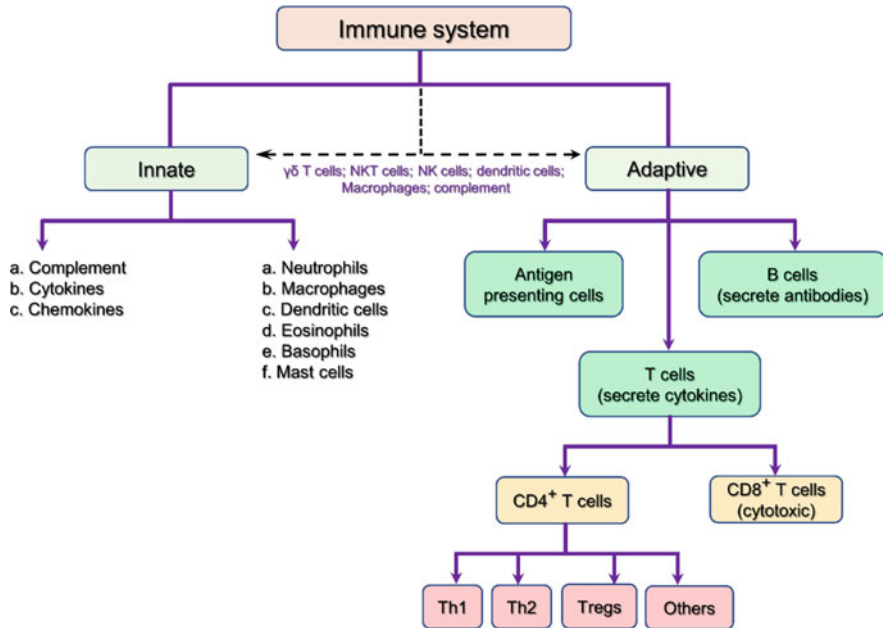 Immune system
Innate
γδ T cells; NKT cells; NK cells; dendritic cells;
Macrophages; complement
Adaptive
a. Complement
b. Cytokines
c. Chemokines
a. Neutrophils
b. Macrophages
c. Dendritic cells
d. Eosinophils
e. Basophils
f. Mast cells
Antigen
presenting cells
B cells
(secrete antibodies)
T cells
(secrete cytokines)
CD4⁺ T cells
CD8⁺ T cells
(cytotoxic)
Th1
Th2
Tregs
Others